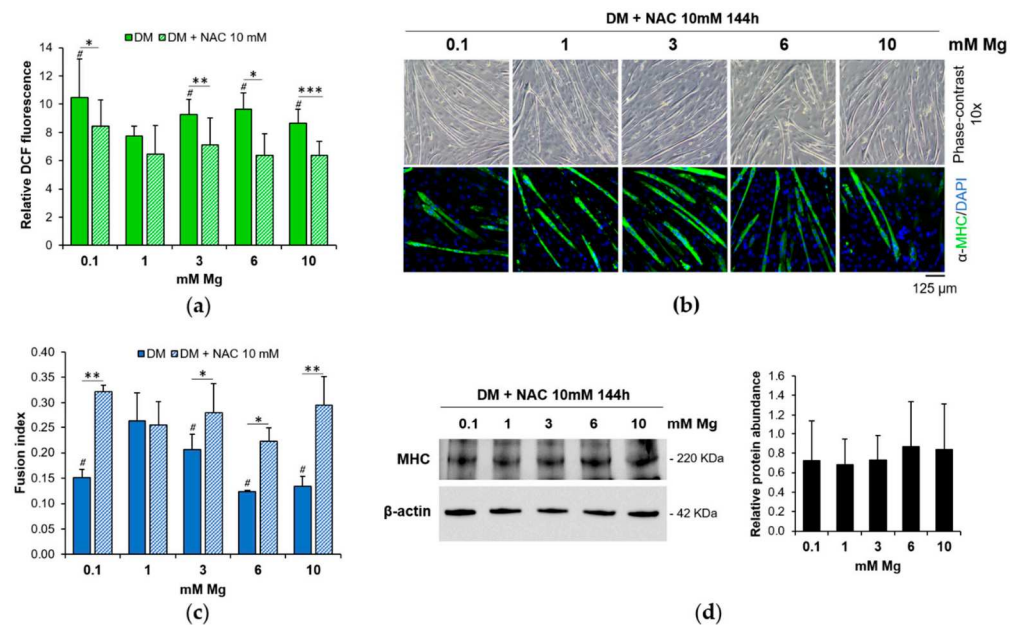 DM DM + NAC 10 mM
Relative DCF fluorescence
14
12
10
8
6
4
2
0
# * # ** # * # ***
0.1 1 3 6 10
mM Mg
(a)
DM + NAC 10mM 144h
0.1 1 3 6 10 mM Mg
Phase-contrast
10x
α-MHC/DAPI
125 µm
(b)
DM DM + NAC 10 mM
Fusion index
0.40
0.35
0.30
0.25
0.20
0.15
0.10
0.05
0.00
# ** # * # * # **
0.1 1 3 6 10
mM Mg
(c)
DM + NAC 10mM 144h
0.1 1 3 6 10 mM Mg
MHC - 220 KDa
β-actin - 42 KDa
Relative protein abundance
1.6
1.4
1.2
1.0
0.8
0.6
0.4
0.2
0.0
0.1 1 3 6 10
mM Mg
(d)